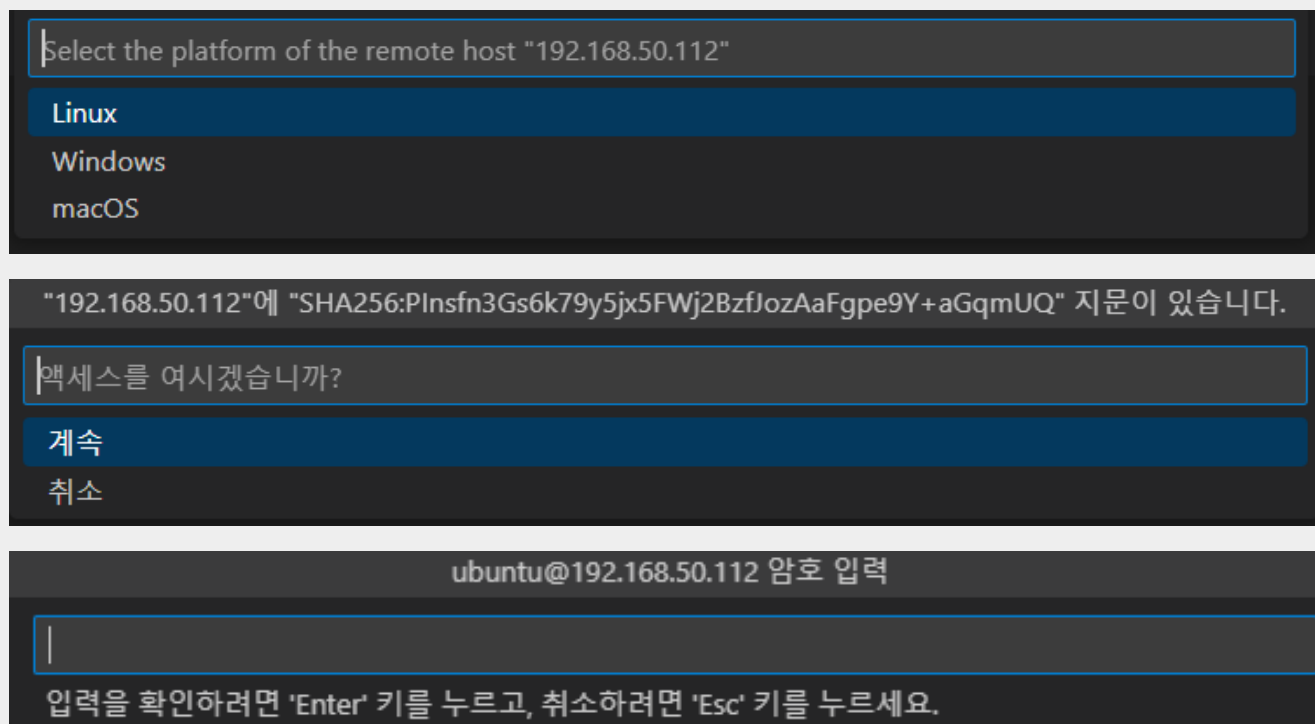 Select the platform of the remote host "192.168.50.112"
Linux
Windows
macOS
"192.168.50.112"에 "SHA256:PInsfn3Gs6k79y5jx5FWj2BzfJozAaFgpe9Y+aGqmUQ" 지문이 있습니다.
액세스를 여시겠습니까?
계속
취소
ubuntu@192.168.50.112 암호 입력
입력을 확인하려면 'Enter' 키를 누르고, 취소하려면 'Esc' 키를 누르세요.